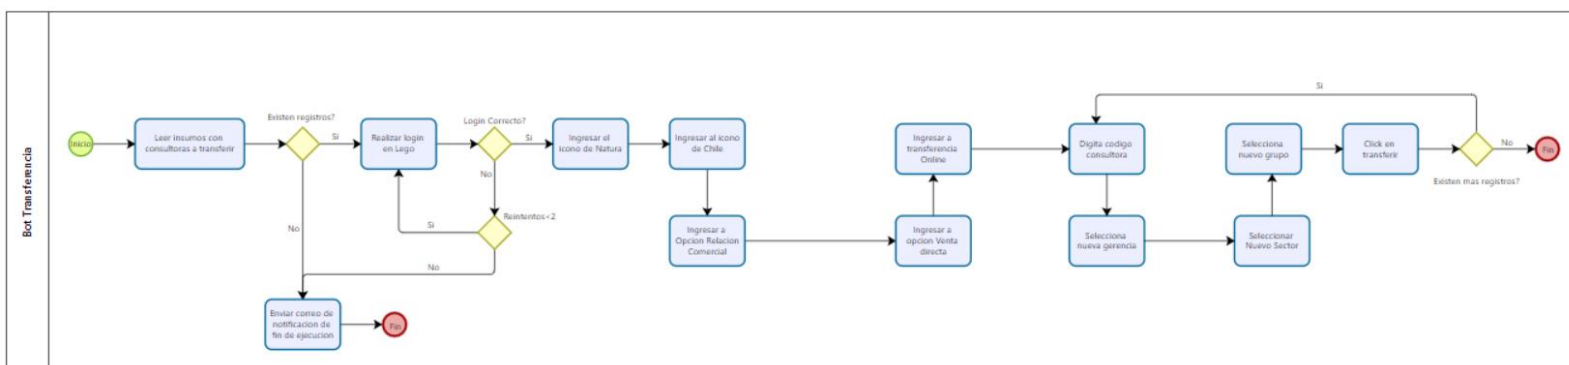 Bot Transferencia
Inicio
Leer insumos con
consultoras a transferir
Existen registros?
Si
No
Realizar login
en Lego
Login Correcto?
Si
No
Reintentos<2
Si
No
Enviar correo de
notificacion de
fin de ejecucion
Fin
Ingresar el
icono de Natura
Ingresar al icono
de Chile
Ingresar a
Opcion Relacion
Comercial
Ingresar a
opcion Venta
directa
Ingresar a
transferencia
Online
Digita codigo
consultora
Selecciona
nueva gerencia
Seleccionar
Nuevo Sector
Selecciona
nuevo grupo
Click en
transferir
Existen mas registros?
Si
No
Fin